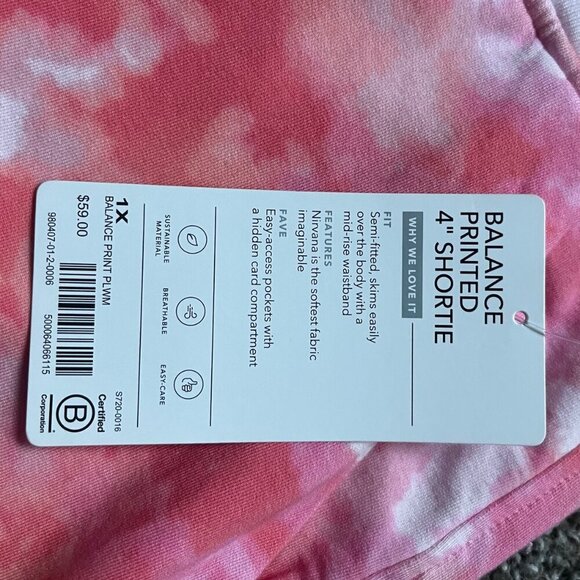 BALANCE
PRINTED
4" SHORTIE
WHY WE LOVE IT
FIT
Semi-fitted, skims easily
over the body with a
mid-rise waistband
FEATURES
Nirvana is the softest fabric
imaginable
FAVE
Easy-access pockets with
a hidden card compartment
SUSTAINABLE
MATERIAL
BREATHABLE
EASY-CARE
1X
BALANCE PRINT PLWM
$59.00
S720-0016
980407-01-2-0006
500064066115
Certified
B
Corporation